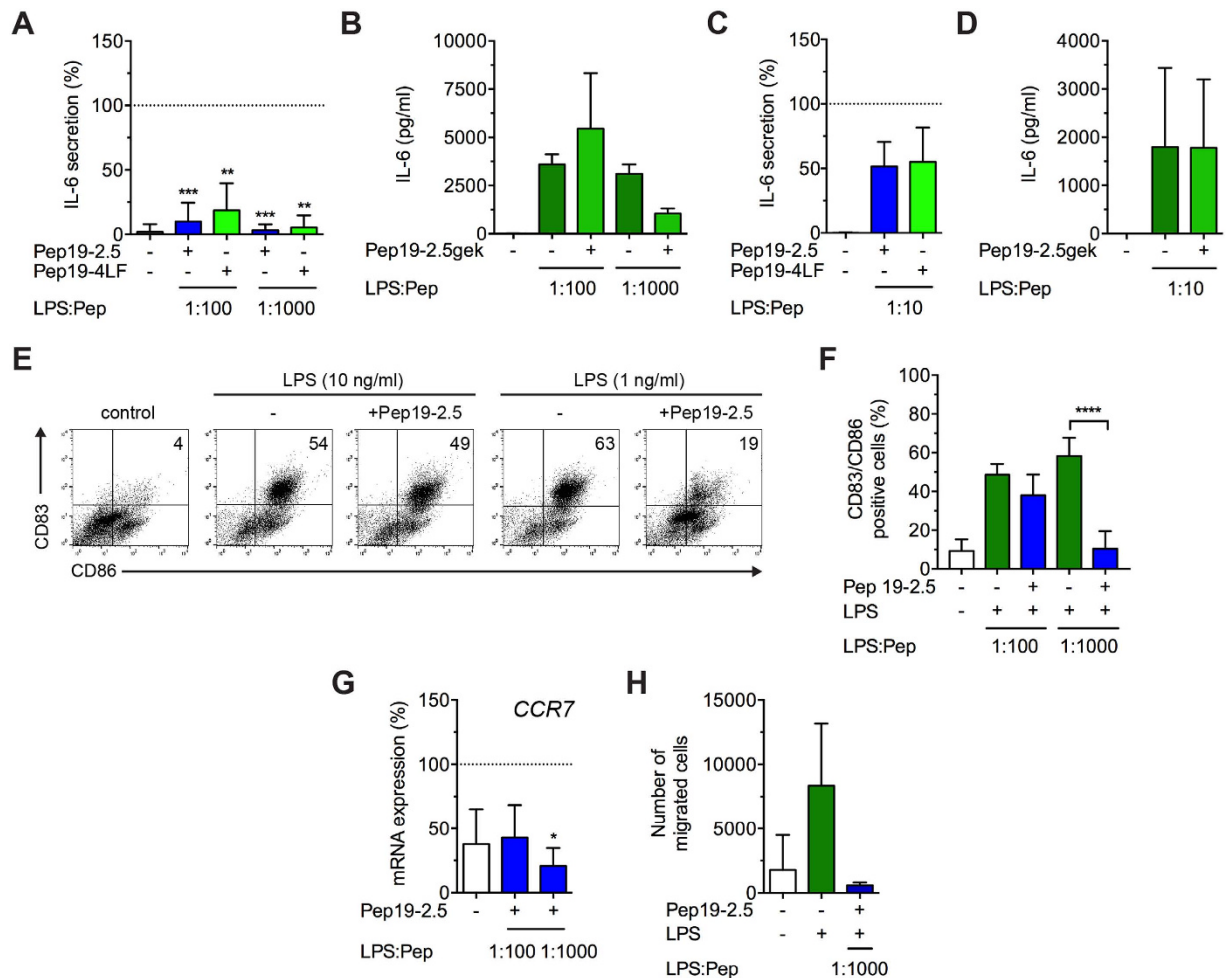 A
IL-6 secretion (%)
150
100
50
0
*** ** *** **
Pep19-2.5 - + - + -
Pep19-4LF - - + - +
LPS:Pep 1:100 1:1000
B
IL-6 (pg/ml)
10000
7500
5000
2500
0
Pep19-2.5gek - - + - +
LPS:Pep 1:100 1:1000
C
IL-6 secretion (%)
150
100
50
0
Pep19-2.5 - + -
Pep19-4LF - - +
LPS:Pep 1:10
D
IL-6 (pg/ml)
4000
3000
2000
1000
0
Pep19-2.5gek - - +
LPS:Pep 1:10
E
LPS (10 ng/ml) LPS (1 ng/ml)
control - +Pep19-2.5 - +Pep19-2.5
4 54 49 63 19
CD83
CD86
F
CD83/CD86
positive cells (%)
100
80
60
40
20
0
****
Pep 19-2.5 - - + - +
LPS - + + + +
LPS:Pep 1:100 1:1000
G
mRNA expression (%)
150
100
50
0
CCR7
*
Pep19-2.5 - + +
LPS:Pep 1:100 1:1000
H
Number of
migrated cells
15000
10000
5000
0
Pep19-2.5 - - +
LPS - + +
LPS:Pep 1:1000